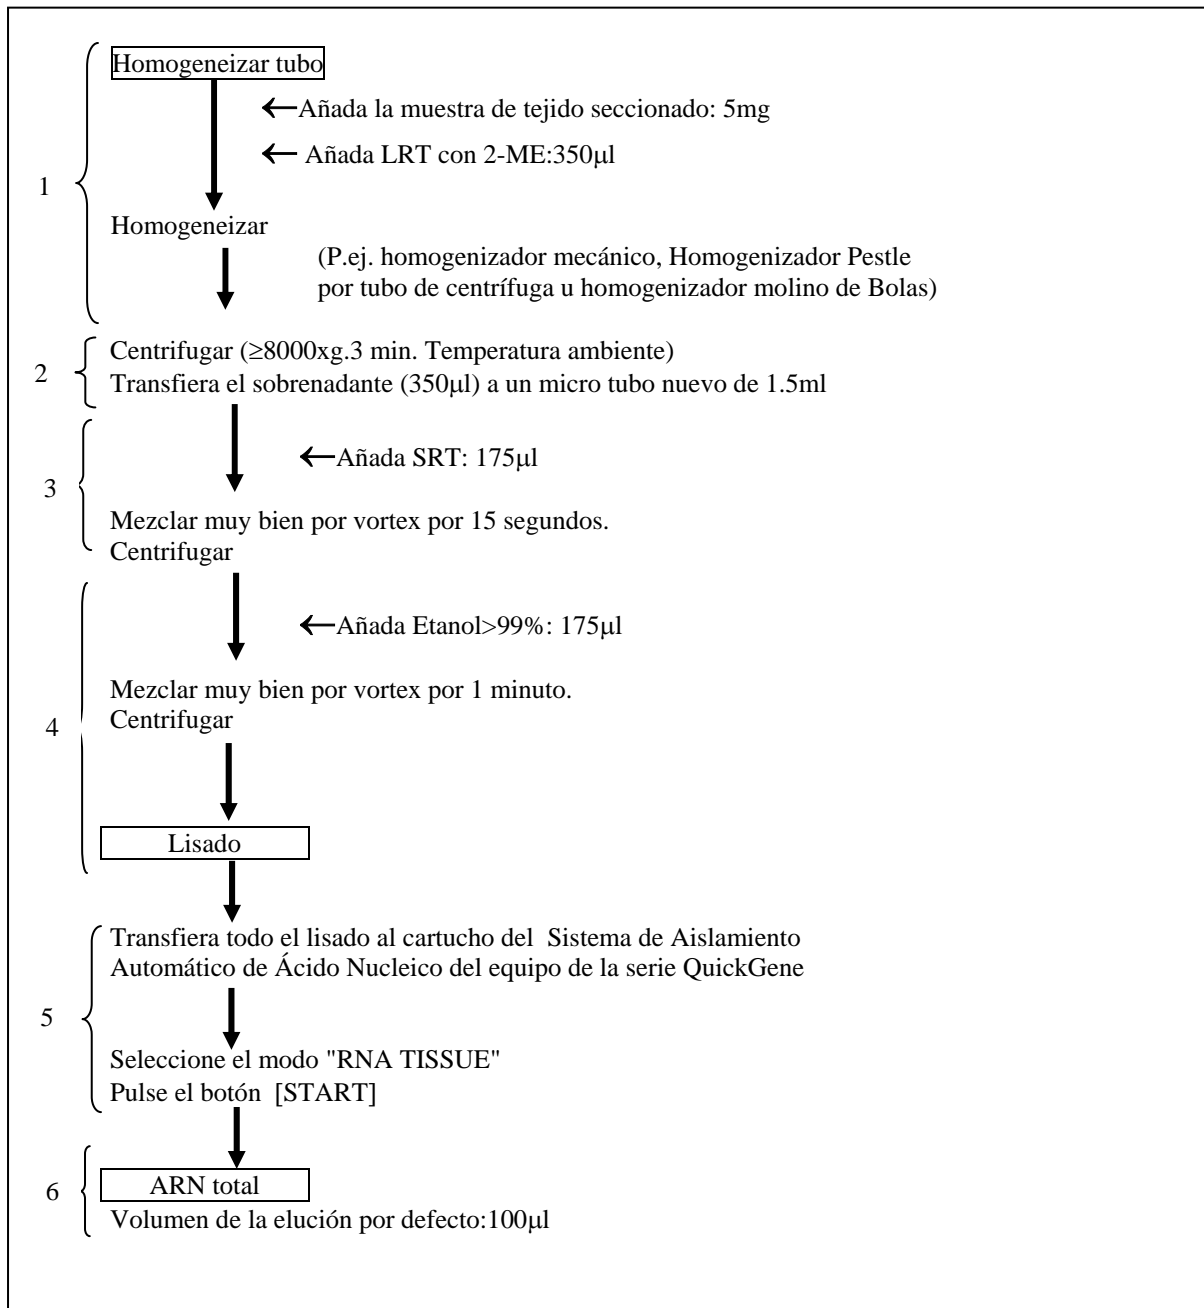 Homogeneizar tubo
←Añada la muestra de tejido seccionado: 5mg
← Añada LRT con 2-ME:350µl
1
Homogeneizar
(P.ej. homogenizador mecánico, Homogenizador Pestle
por tubo de centrífuga u homogenizador molino de Bolas)
Centrifugar (≥8000xg.3 min. Temperatura ambiente)
2
Transfiera el sobrenadante (350µl) a un micro tubo nuevo de 1.5ml
←Añada SRT: 175µl
3
Mezclar muy bien por vortex por 15 segundos.
Centrifugar
←Añada Etanol>99%: 175µl
Mezclar muy bien por vortex por 1 minuto.
Centrifugar
4
Lisado
Transfiera todo el lisado al cartucho del  Sistema de Aislamiento
Automático de Ácido Nucleico del equipo de la serie QuickGene
5
Seleccione el modo "RNA TISSUE"
Pulse el botón  [START]
6
ARN total
Volumen de la elución por defecto:100µl